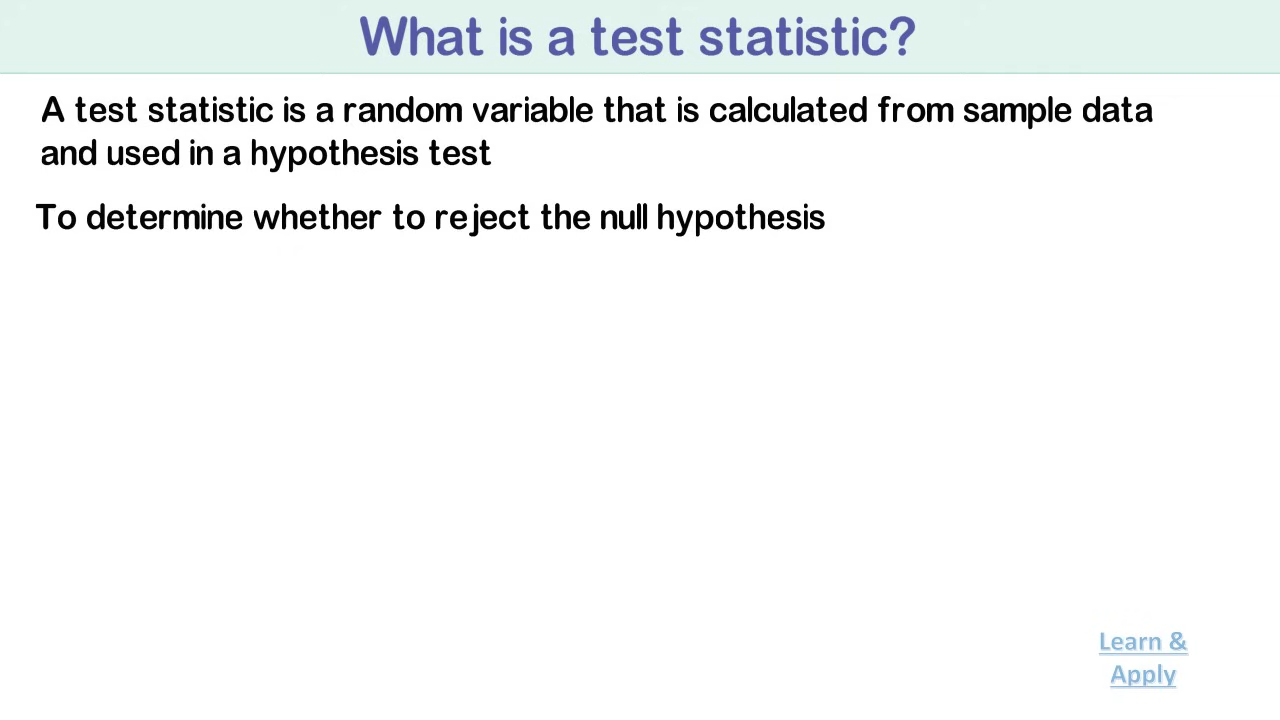 What is a test statistic?
A test statistic is a random variable that is calculated from sample data
and used in a hypothesis test
To determine whether to reject the null hypothesis
Learn &
Apply